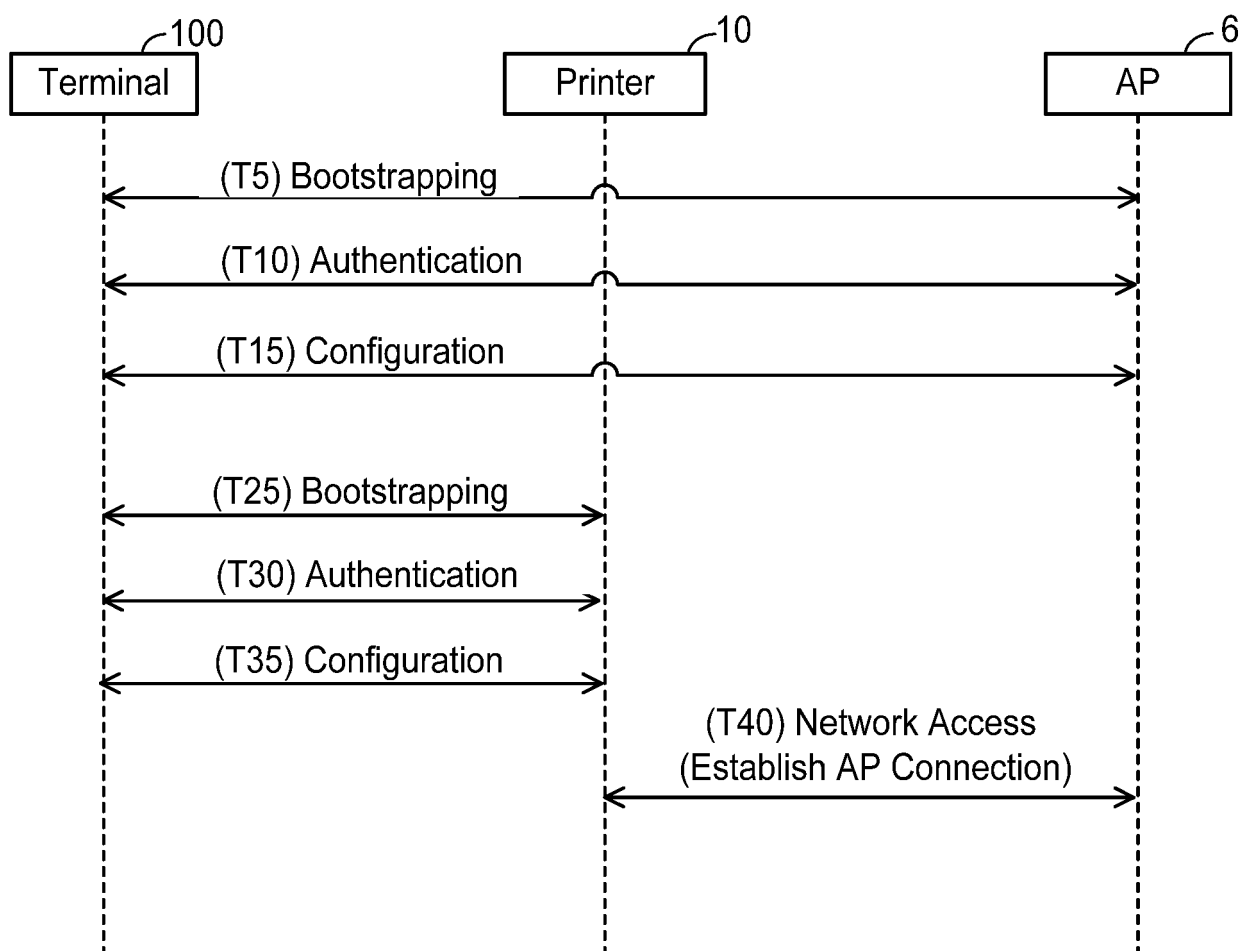 100
10
6
Terminal
Printer
AP
(T5) Bootstrapping
(T10) Authentication
(T15) Configuration
(T25) Bootstrapping
(T30) Authentication
(T35) Configuration
(T40) Network Access
(Establish AP Connection)